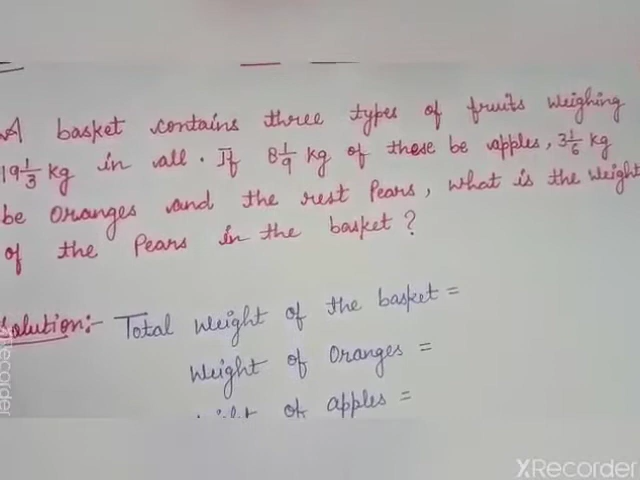 A basket contains three types of fruits weighing
19 1/3 kg in all. If 8 1/9 kg of these be apples, 3 1/6 kg
be oranges and the rest Pears, what is the weight
of the Pears in the basket?
Solution:- Total weight of the basket =
Weight of Oranges =
of apples =
XRecorder
XRecorder